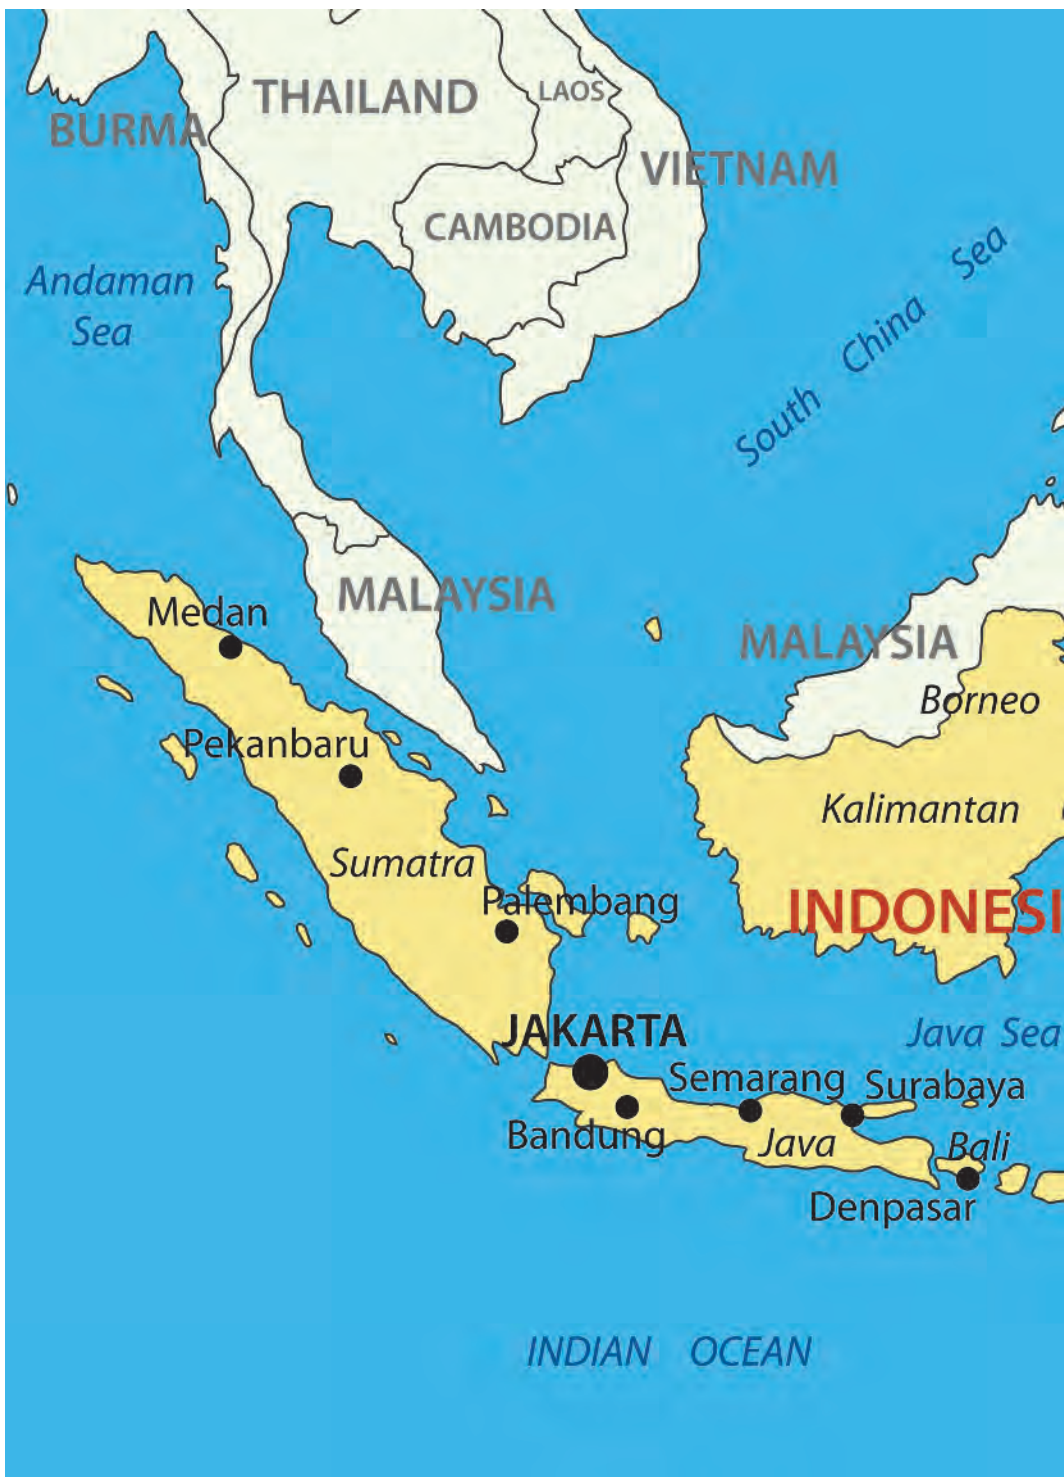 THAILAND
LAOS
BURMA
VIETNAM
CAMBODIA
Andaman
Sea
South China Sea
MALAYSIA
Medan
MALAYSIA
Borneo
Pekanbaru
Kalimantan
Sumatra
Palembang
INDONESI
JAKARTA
Java Sea
Semarang
Surabaya
Bandung
Java
Bali
Denpasar
INDIAN OCEAN